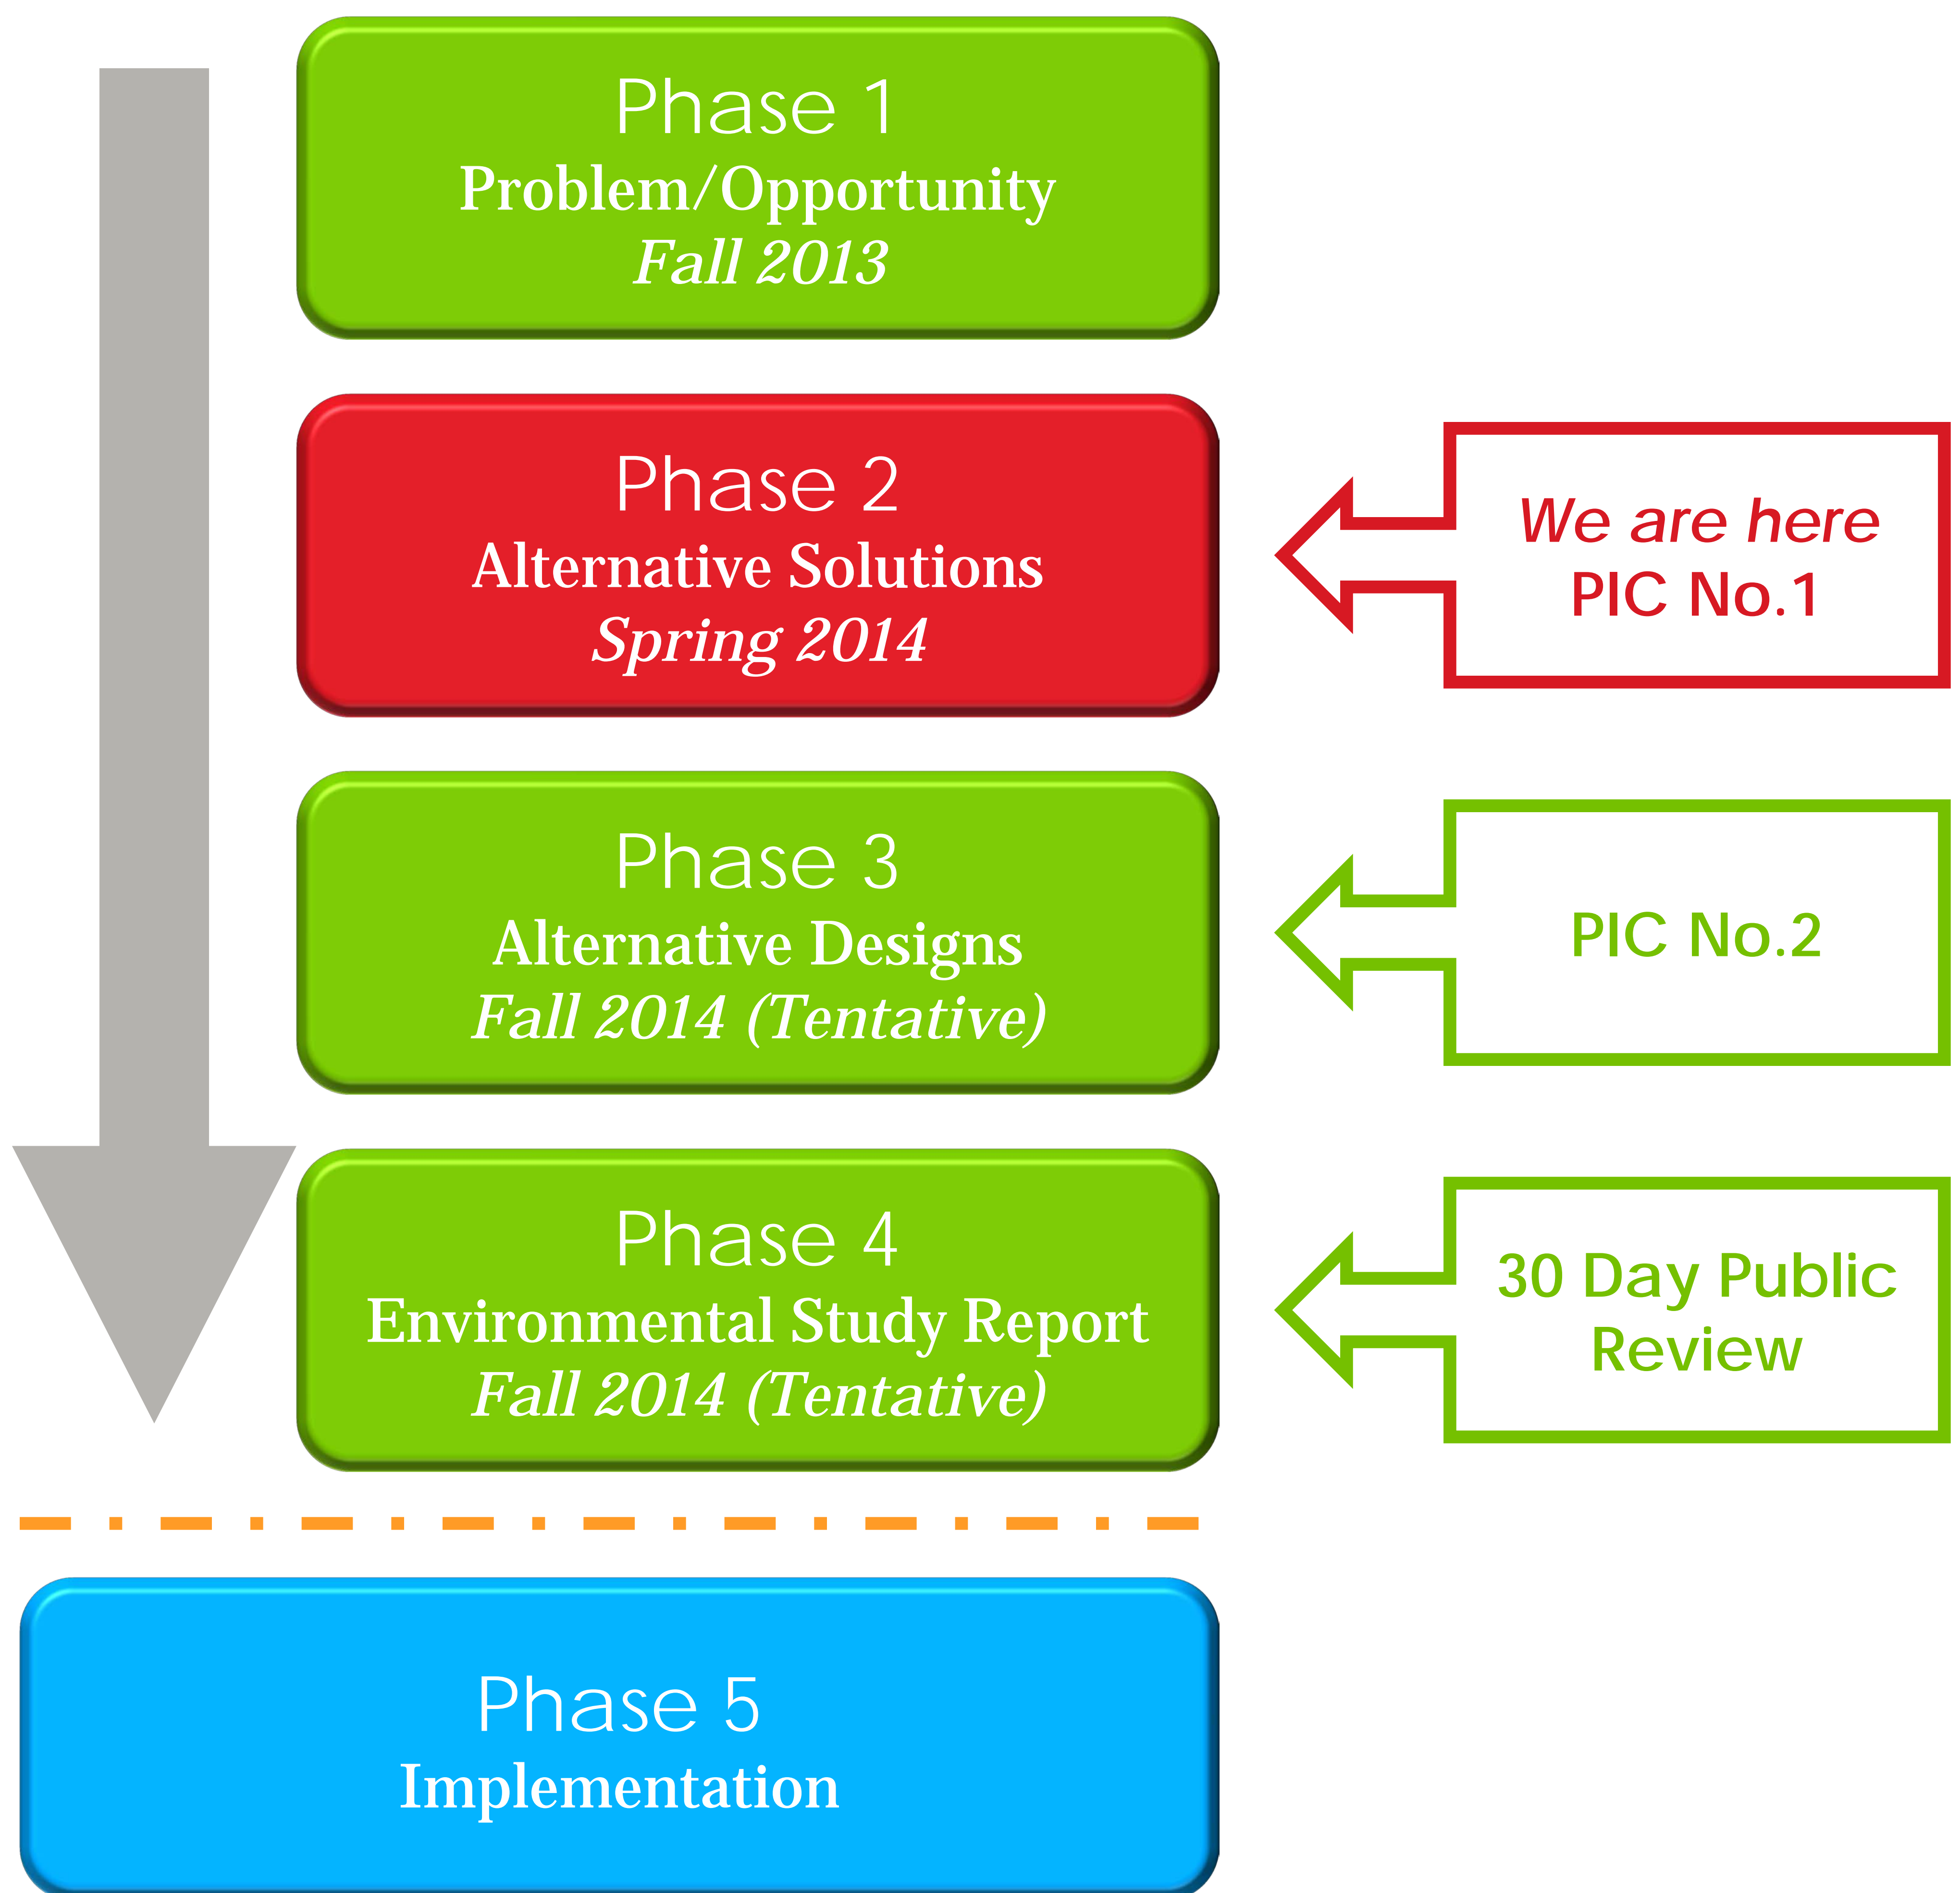 Phase 1
Problem/Opportunity
Fall 2013
Phase 2
Alternative Solutions
Spring 2014
We are here
PIC No.1
Phase 3
Alternative Designs
Fall 2014 (Tentative)
PIC No.2
Phase 4
Environmental Study Report
Fall 2014 (Tentative)
30 Day Public
Review
Phase 5
Implementation